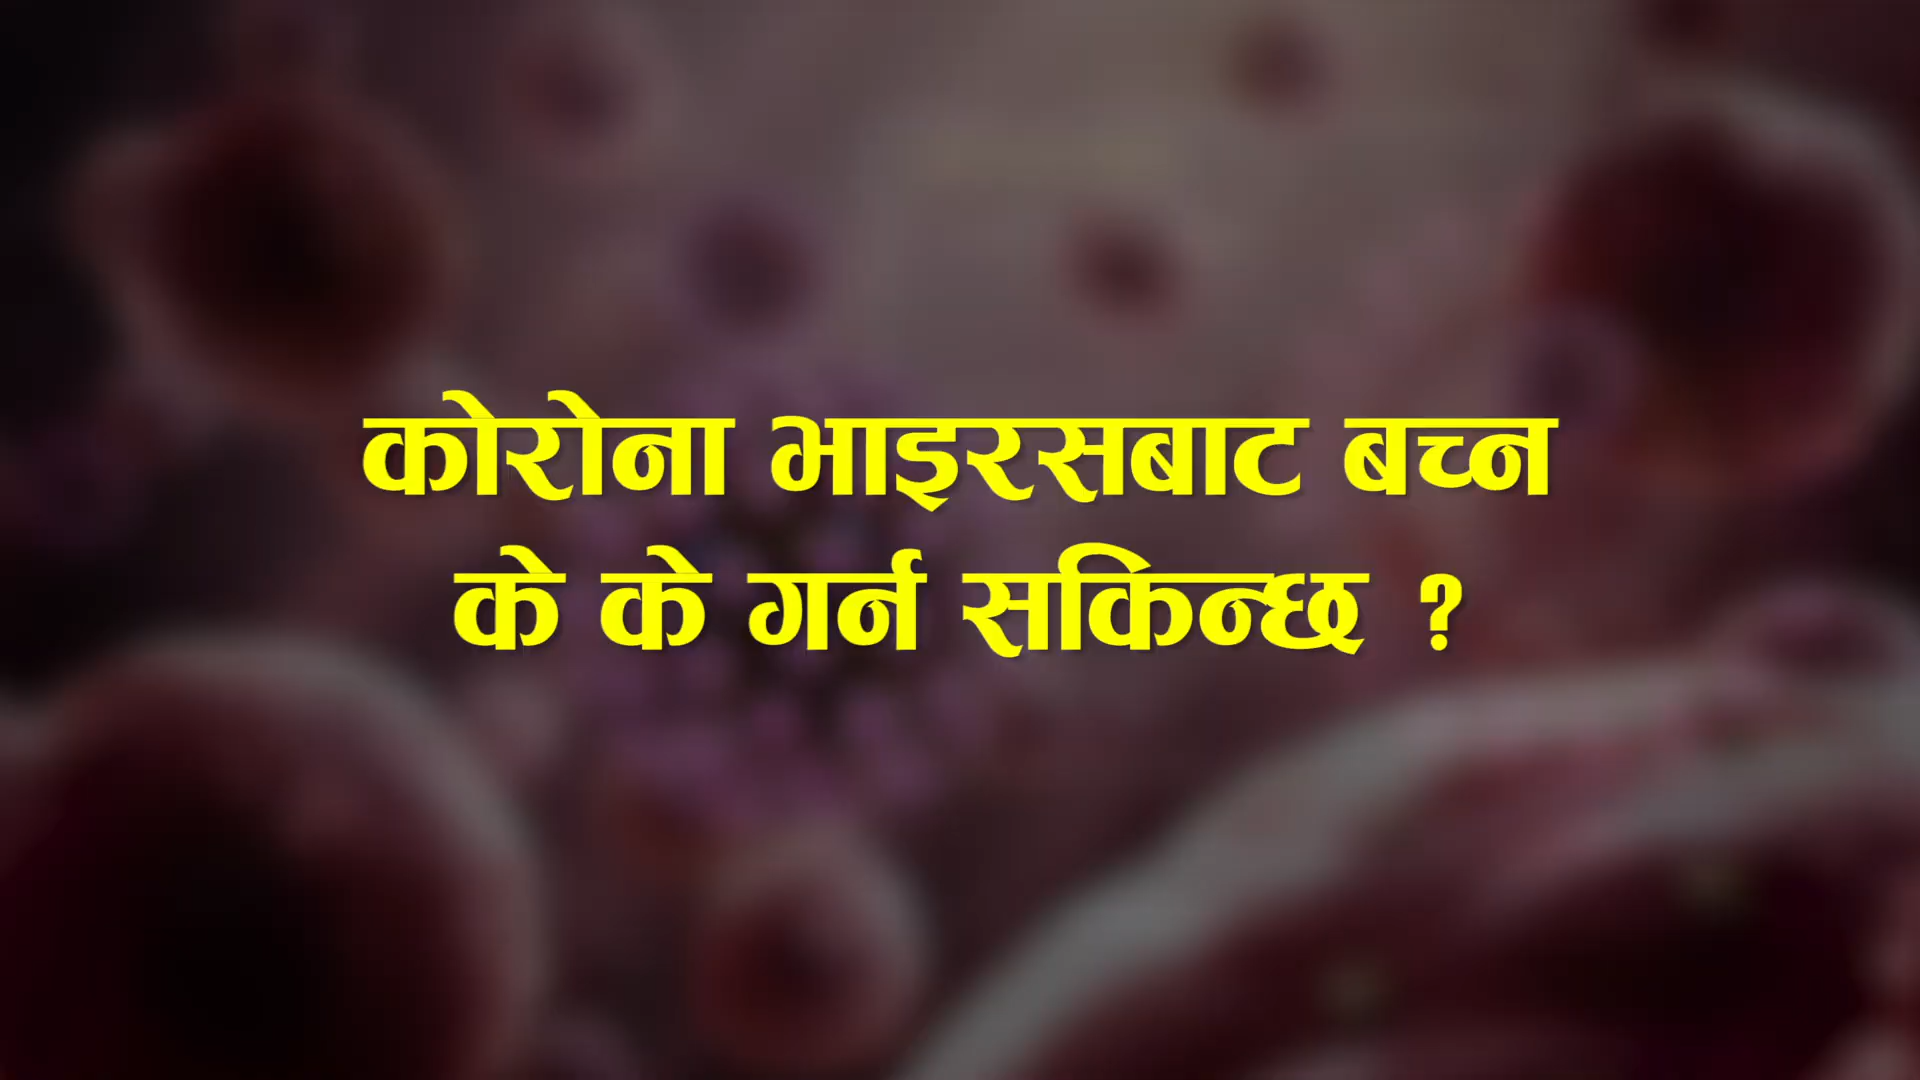 कोरोना भाइरसबाट बच्न
के के गर्न सकिन्छ ?